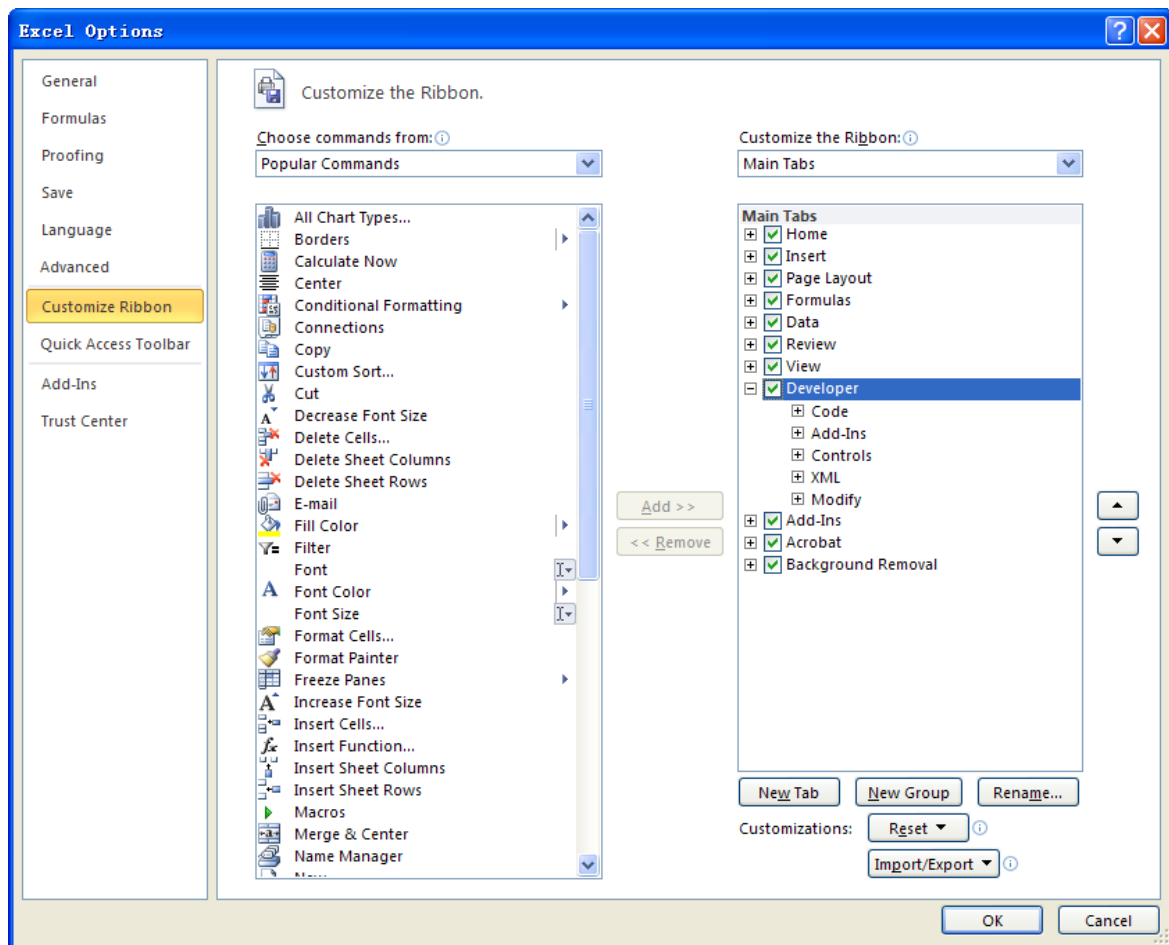 Excel Options
General
Formulas
Proofing
Save
Language
Advanced
Customize Ribbon
Quick Access Toolbar
Add-Ins
Trust Center
Customize the Ribbon.
Choose commands from:
Popular Commands
All Chart Types...
Borders
Calculate Now
Center
Conditional Formatting
Connections
Copy
Custom Sort...
Cut
Decrease Font Size
Delete Cells...
Delete Sheet Columns
Delete Sheet Rows
E-mail
Fill Color
Filter
Font
Font Color
Font Size
Format Cells...
Format Painter
Freeze Panes
Increase Font Size
Insert Cells...
Insert Function...
Insert Sheet Columns
Insert Sheet Rows
Macros
Merge & Center
Name Manager
Add >>
<< Remove
Customize the Ribbon:
Main Tabs
Main Tabs
Home
Insert
Page Layout
Formulas
Data
Review
View
Developer
Code
Add-Ins
Controls
XML
Modify
Add-Ins
Acrobat
Background Removal
New Tab
New Group
Rename...
Customizations:
Reset
Import/Export
OK
Cancel